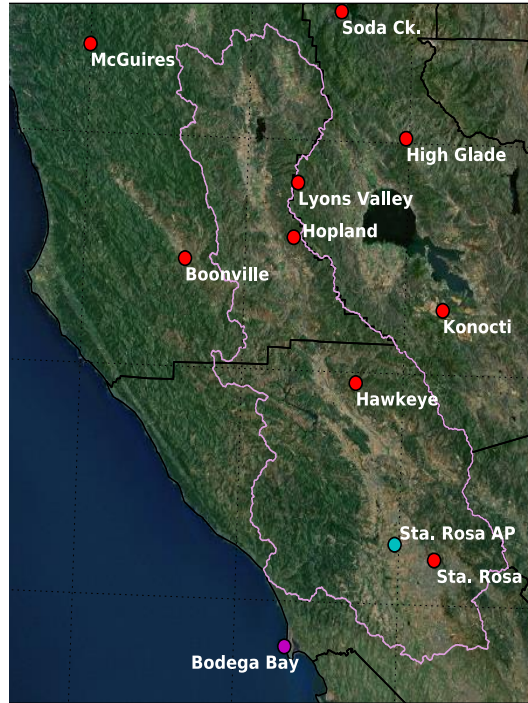 Soda Ck.
McGuires
High Glade
Lyons Valley
Hopland
Boonville
Konocti
Hawkeye
Sta. Rosa AP
Sta. Rosa
Bodega Bay